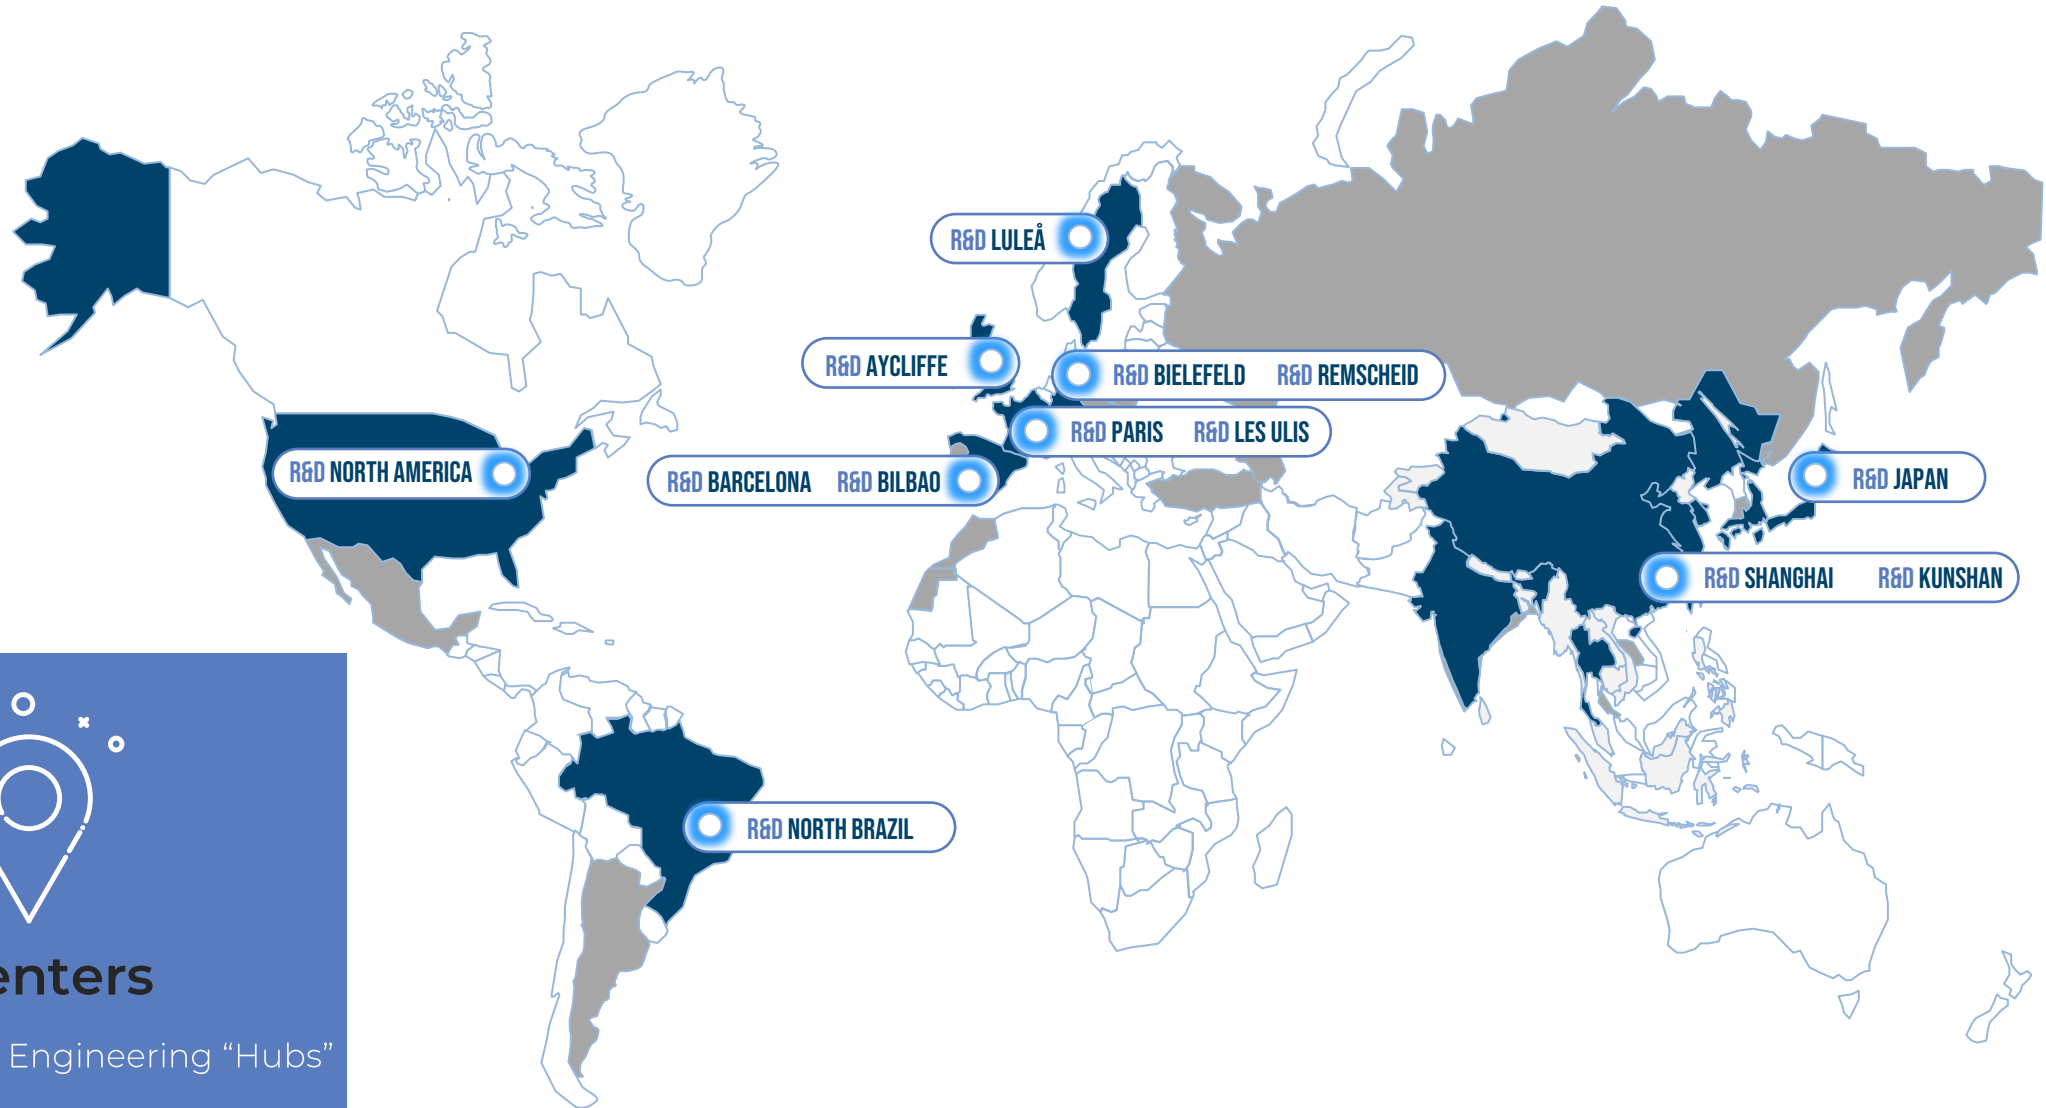 R&D LULEÅ
R&D AYCLIFFE
R&D BIELEFELD R&D REMSCHEID
R&D PARIS R&D LES ULIS
R&D NORTH AMERICA
R&D BARCELONA R&D BILBAO
R&D JAPAN
R&D SHANGHAI R&D KUNSHAN
R&D NORTH BRAZIL
enters
Engineering “Hubs”